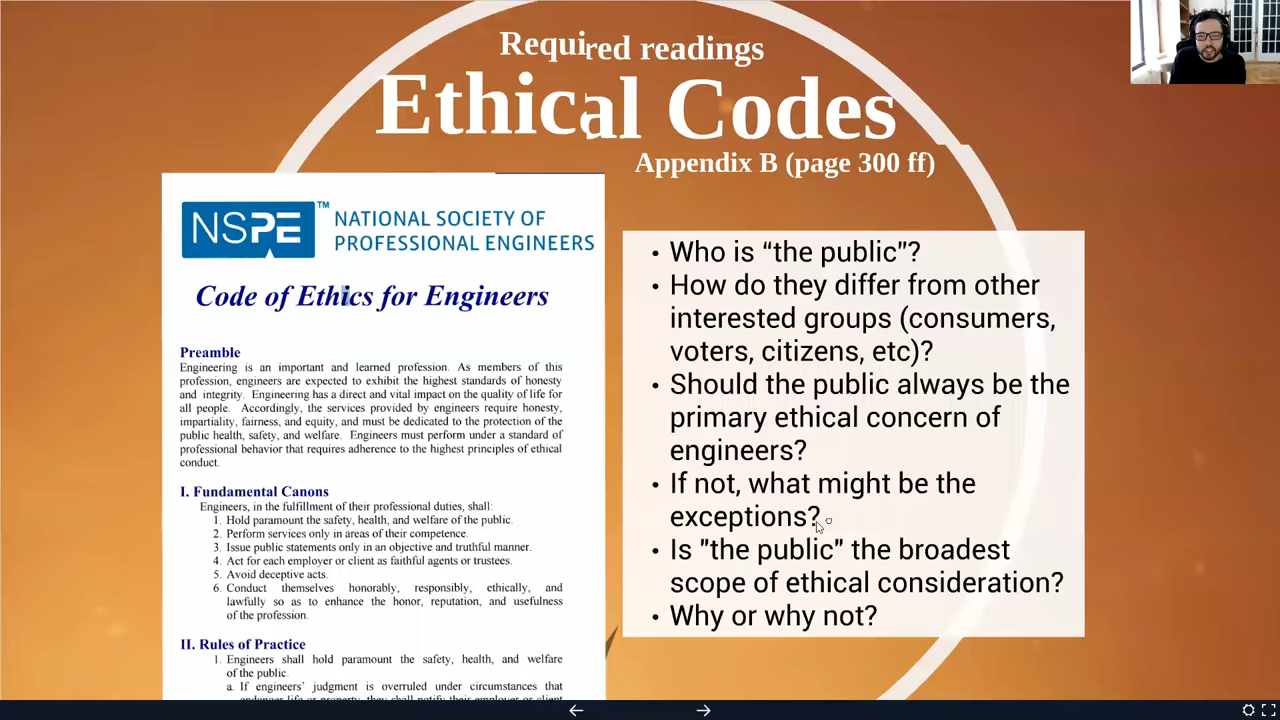 Required readings
Ethical Codes
Appendix B (page 300 ff)
NSPE™ NATIONAL SOCIETY OF
PROFESSIONAL ENGINEERS
Code of Ethics for Engineers
Preamble
Engineering is an important and learned profession. As members of this
profession, engineers are expected to exhibit the highest standards of honesty
and integrity. Engineering has a direct and vital impact on the quality of life for
all people. Accordingly, the services provided by engineers require honesty,
impartiality, fairness, and equity, and must be dedicated to the protection of the
public health, safety, and welfare. Engineers must perform under a standard of
professional behavior that requires adherence to the highest principles of ethical
conduct.
I. Fundamental Canons
Engineers, in the fulfillment of their professional duties, shall:
1. Hold paramount the safety, health, and welfare of the public.
2. Perform services only in areas of their competence.
3. Issue public statements only in an objective and truthful manner.
4. Act for each employer or client as faithful agents or trustees.
5. Avoid deceptive acts.
6. Conduct themselves honorably, responsibly, ethically, and
lawfully so as to enhance the honor, reputation, and usefulness
of the profession.
II. Rules of Practice
1. Engineers shall hold paramount the safety, health, and welfare
of the public.
a. If engineers' judgment is overruled under circumstances that
endanger life or property, they shall notify their employer or client
• Who is “the public”?
• How do they differ from other
interested groups (consumers,
voters, citizens, etc)?
• Should the public always be the
primary ethical concern of
engineers?
• If not, what might be the
exceptions?
• Is "the public" the broadest
scope of ethical consideration?
• Why or why not?